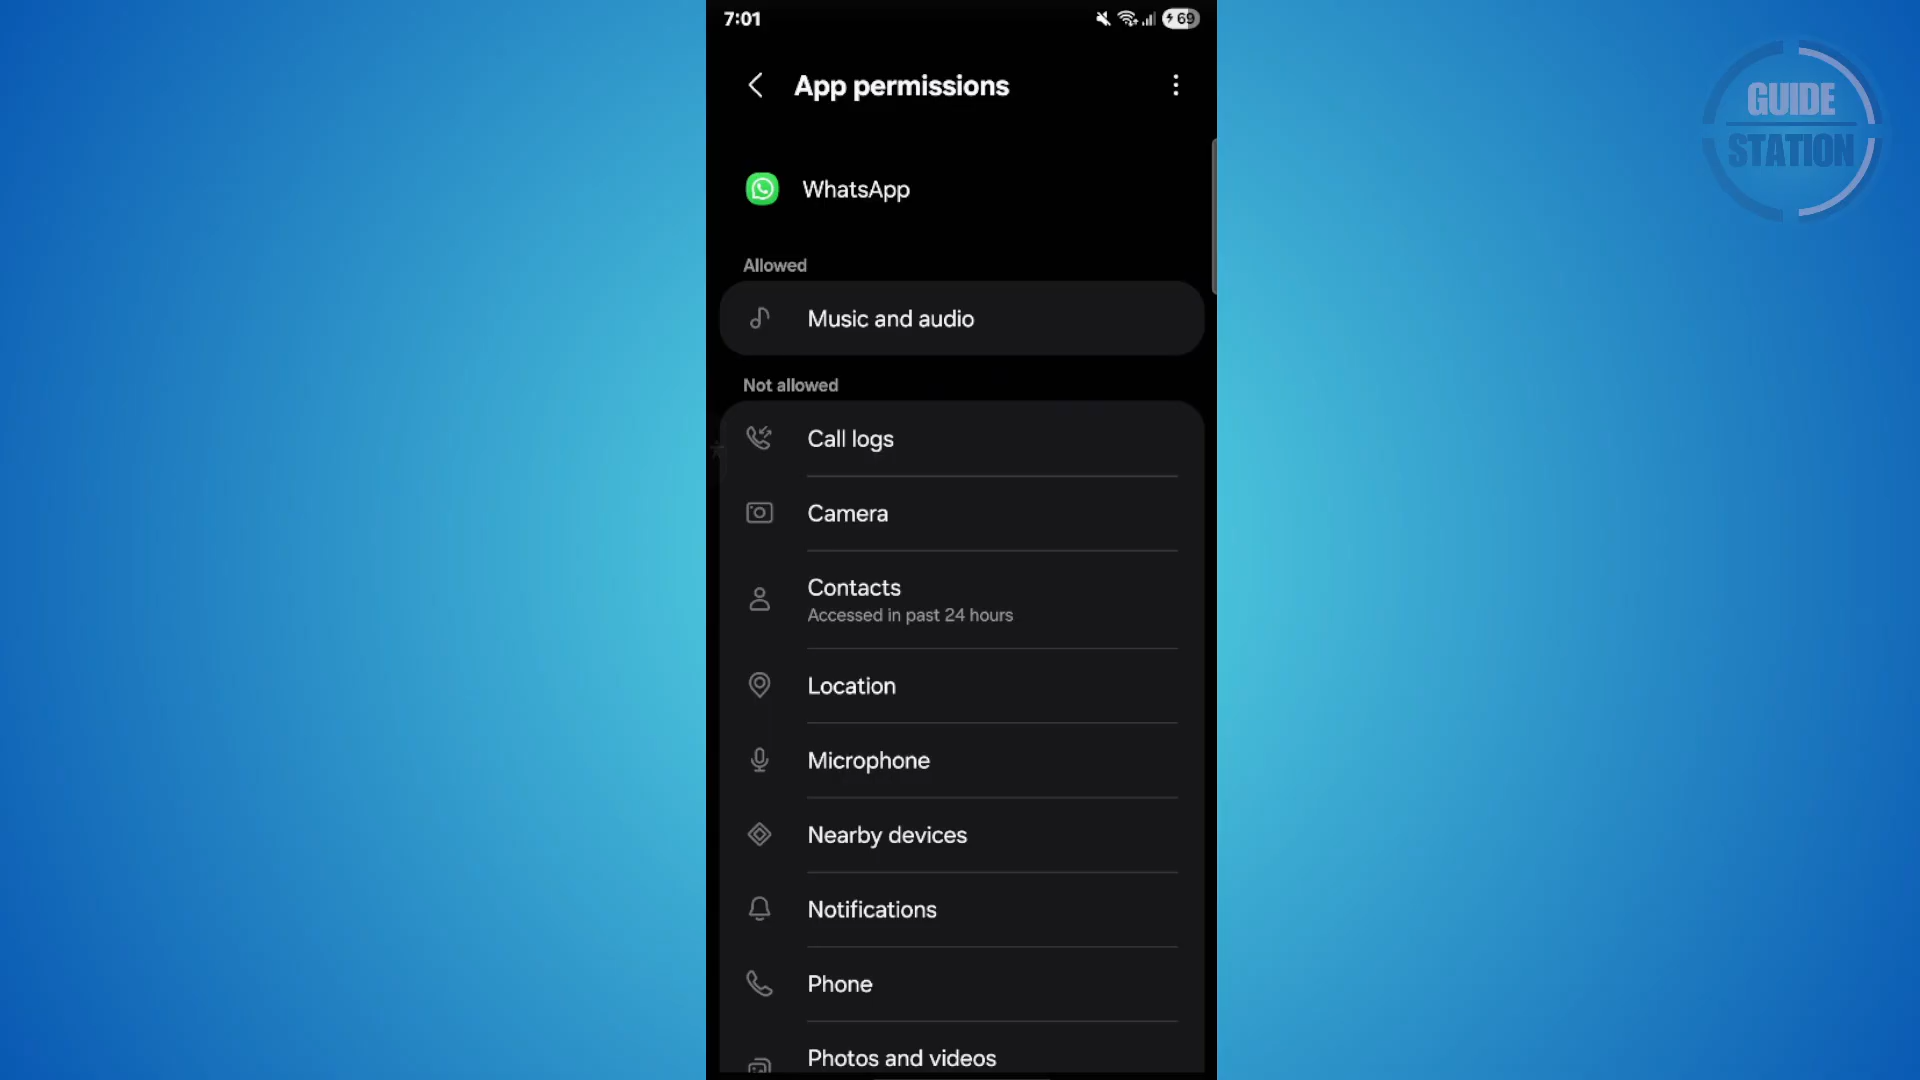 7:01
69
App permissions
GUIDE
STATION
WhatsApp
Allowed
Music and audio
Not allowed
Call logs
Camera
Contacts
Accessed in past 24 hours
Location
Microphone
Nearby devices
Notifications
Phone
Photos and videos